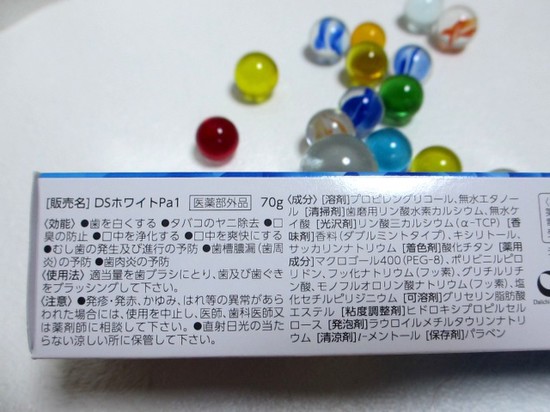 [販売名] DSホワイトPa1 医薬部外品 70g
〈効能〉 ●歯を白くする ●タバコのヤニ除去 ●口
臭の防止 ●口中を浄化する ●口中を爽快にする
●むし歯の発生及び進行の予防 ●歯槽膿漏(歯周
炎)の予防 ●歯肉炎の予防
〈使用法〉 適当量を歯ブラシにとり、歯及び歯ぐき
をブラッシングして下さい。
〈注意〉 ●発疹・発赤、かゆみ、はれ等の異常があら
われた場合には、使用を中止し、医師、歯科医師又
は薬剤師に相談して下さい。 ●直射日光の当た
らない涼しい所に保管して下さい。
〈成分〉 [溶剤]プロピレングリコール、無水エタノー
ル [清掃剤]歯磨用リン酸水素カルシウム、無水ケ
イ酸 [光沢剤]リン酸三カルシウム(α-TCP) [香
味剤]香料(ダブルミントタイプ)、キシリトール、
サッカリンナトリウム [着色剤]酸化チタン [薬用
成分]マクロゴール400(PEG-8)、ポリビニルピロ
リドン、フッ化ナトリウム(フッ素)、グリチルリチ
ン酸、モノフルオロリン酸ナトリウム(フッ素)、塩
化セチルピリジニウム [可溶剤]グリセリン脂肪酸
エステル [粘度調整剤]ヒドロキシプロピルセル
ロース [発泡剤]ラウロイルメチルタウリンナトリ
ウム [清涼剤]l-メントール [保存剤]パラベン